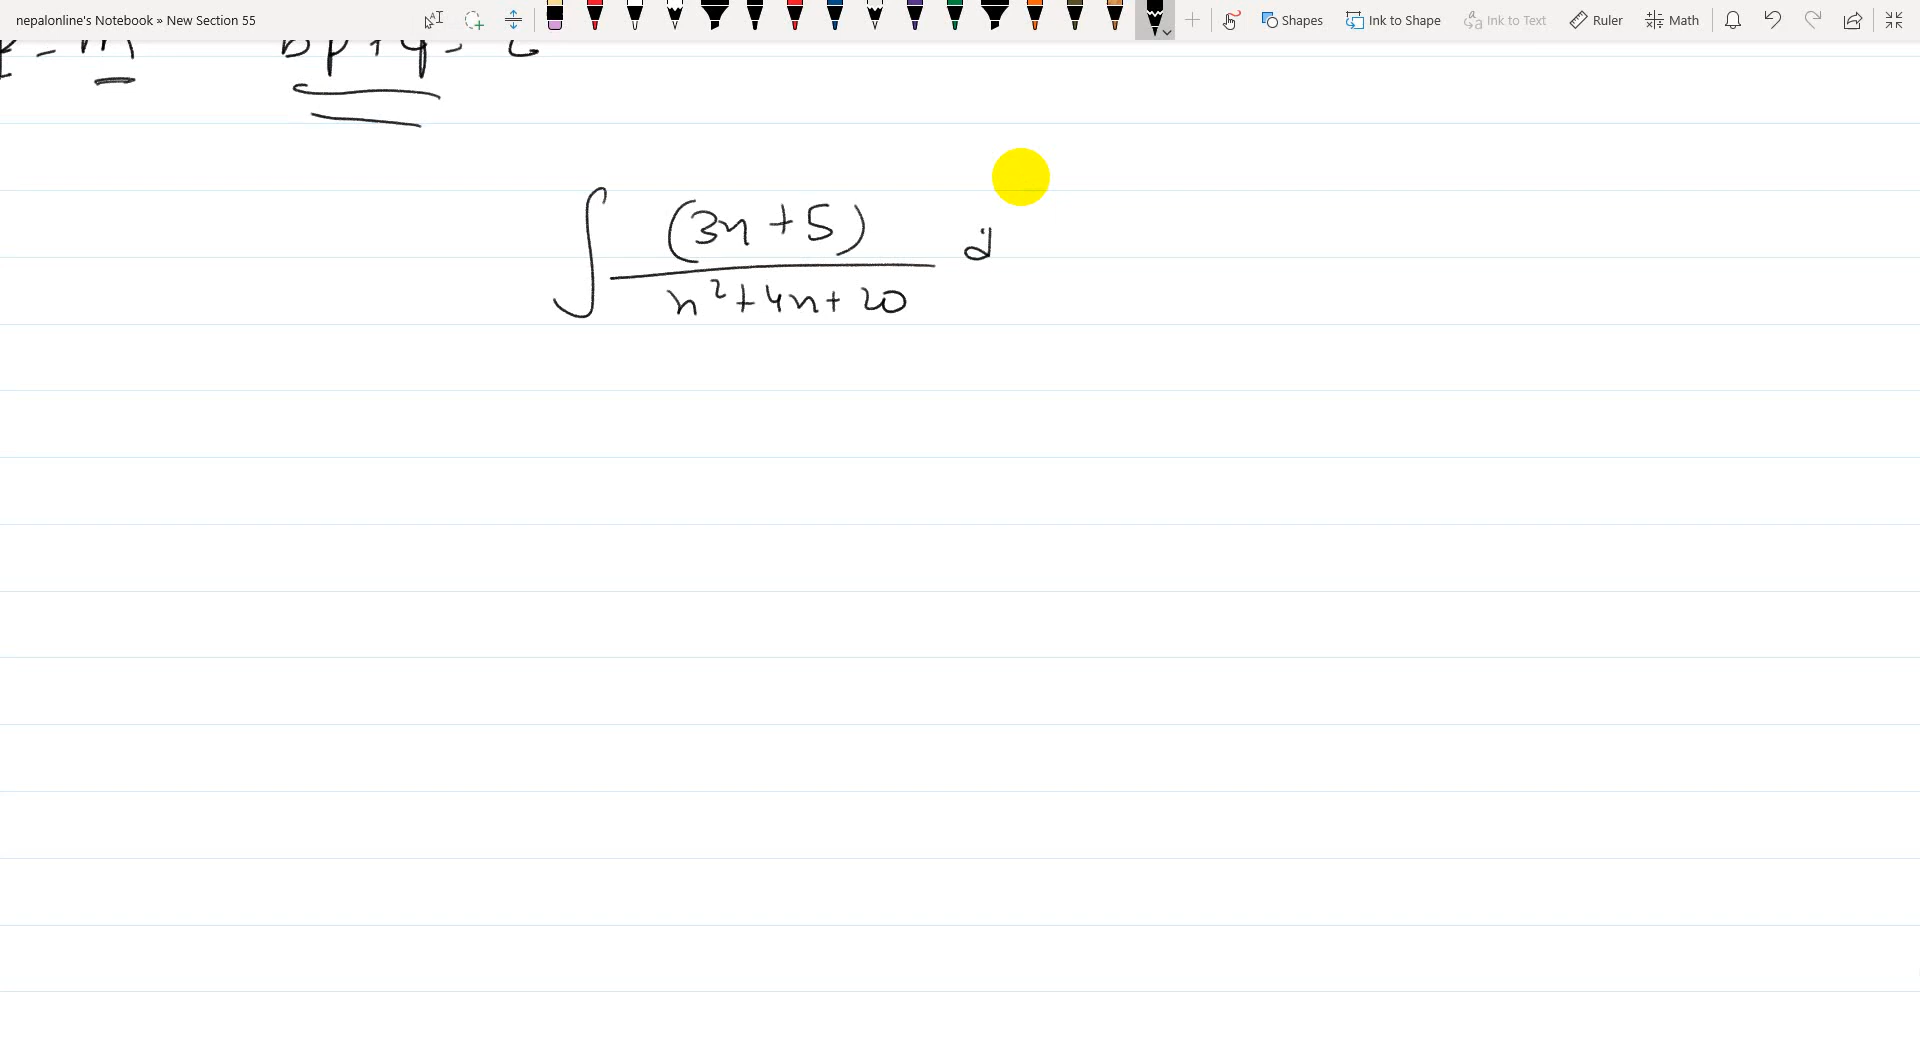 nepalonline's Notebook » New Section 55
Shapes
Ink to Shape
Ink to Text
Ruler
Math
∫ (3x + 5) / x² + 4x + 20 d